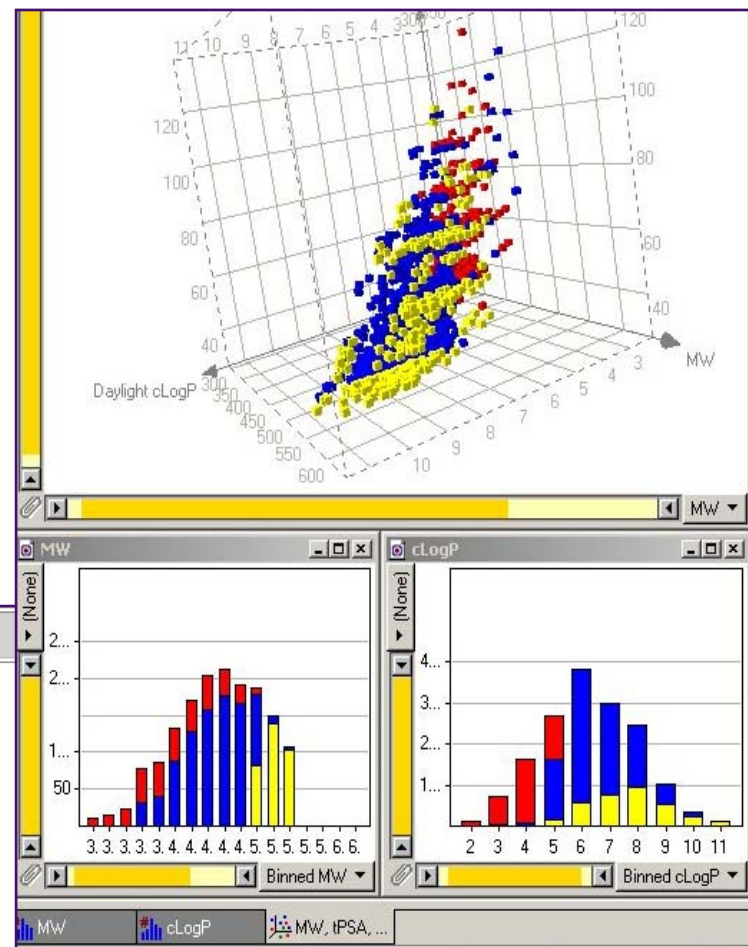 11 10 9 8 7 6 5 4 3
120
100
80
60
40
120
100
80
60
40
Daylight cLogP
300
350
400
450
500
550
600
10 9 8 7 6 5 4 3
MW
MW
MW
cLogP
(None)
(None)
2...
2...
1...
50
4...
3...
2...
1...
3. 3. 3. 3. 3. 4. 4. 4. 4. 4. 5. 5. 5. 5. 5. 6. 6.
2 3 4 5 6 7 8 9 10 11
Binned MW
Binned cLogP
MW
cLogP
MW, tPSA, ...